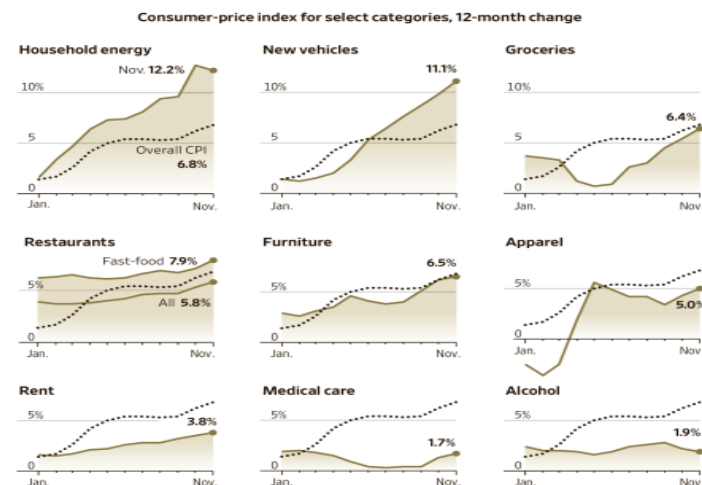 Consumer-price index for select categories, 12-month change
Household energy
Nov. 12.2%
10%
5
Overall CPI
6.8%
0
Jan.
Nov.
New vehicles
11.1%
10%
5
0
Jan.
Nov.
Groceries
10%
6.4%
5
0
Jan.
Nov.
Restaurants
Fast-food 7.9%
5%
All 5.8%
0
Jan.
Nov.
Furniture
6.5%
5%
0
Jan.
Nov.
Apparel
5%
5.0%
0
Jan.
Nov.
Rent
5%
3.8%
0
Jan.
Nov.
Medical care
5%
1.7%
0
Jan.
Nov.
Alcohol
5%
1.9%
0
Jan.
Nov.